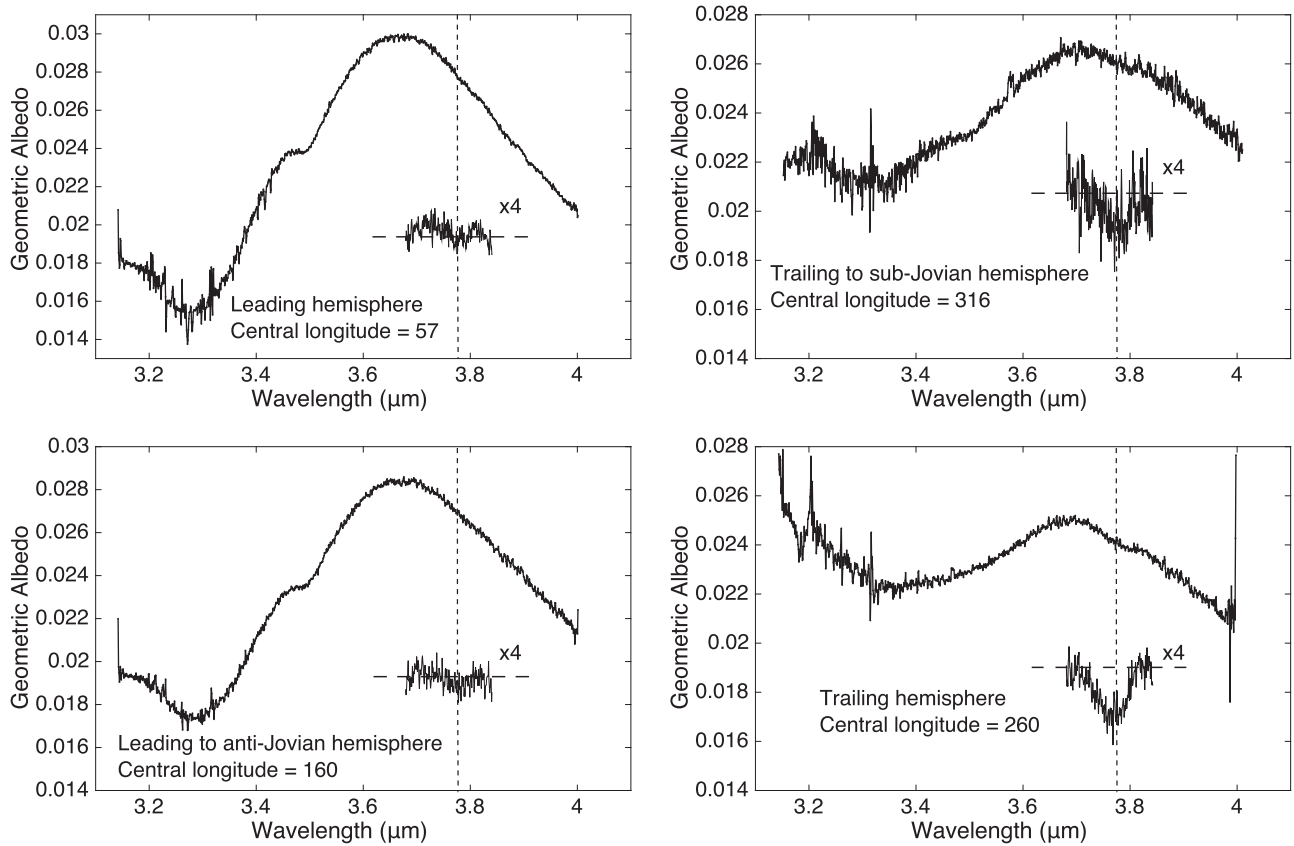 0.03
0.028
0.026
0.024
0.022
0.02
0.018
0.016
0.014
Geometric Albedo
x4
Leading hemisphere
Central longitude = 57
3.2
3.4
3.6
3.8
4
Wavelength (μm)
0.028
0.026
0.024
0.022
0.02
0.018
0.016
0.014
Geometric Albedo
x4
Trailing to sub-Jovian hemisphere
Central longitude = 316
3.2
3.4
3.6
3.8
4
Wavelength (μm)
0.03
0.028
0.026
0.024
0.022
0.02
0.018
0.016
0.014
Geometric Albedo
x4
Leading to anti-Jovian hemisphere
Central longitude = 160
3.2
3.4
3.6
3.8
4
Wavelength (μm)
0.028
0.026
0.024
0.022
0.02
0.018
0.016
0.014
Geometric Albedo
x4
Trailing hemisphere
Central longitude = 260
3.2
3.4
3.6
3.8
4
Wavelength (μm)